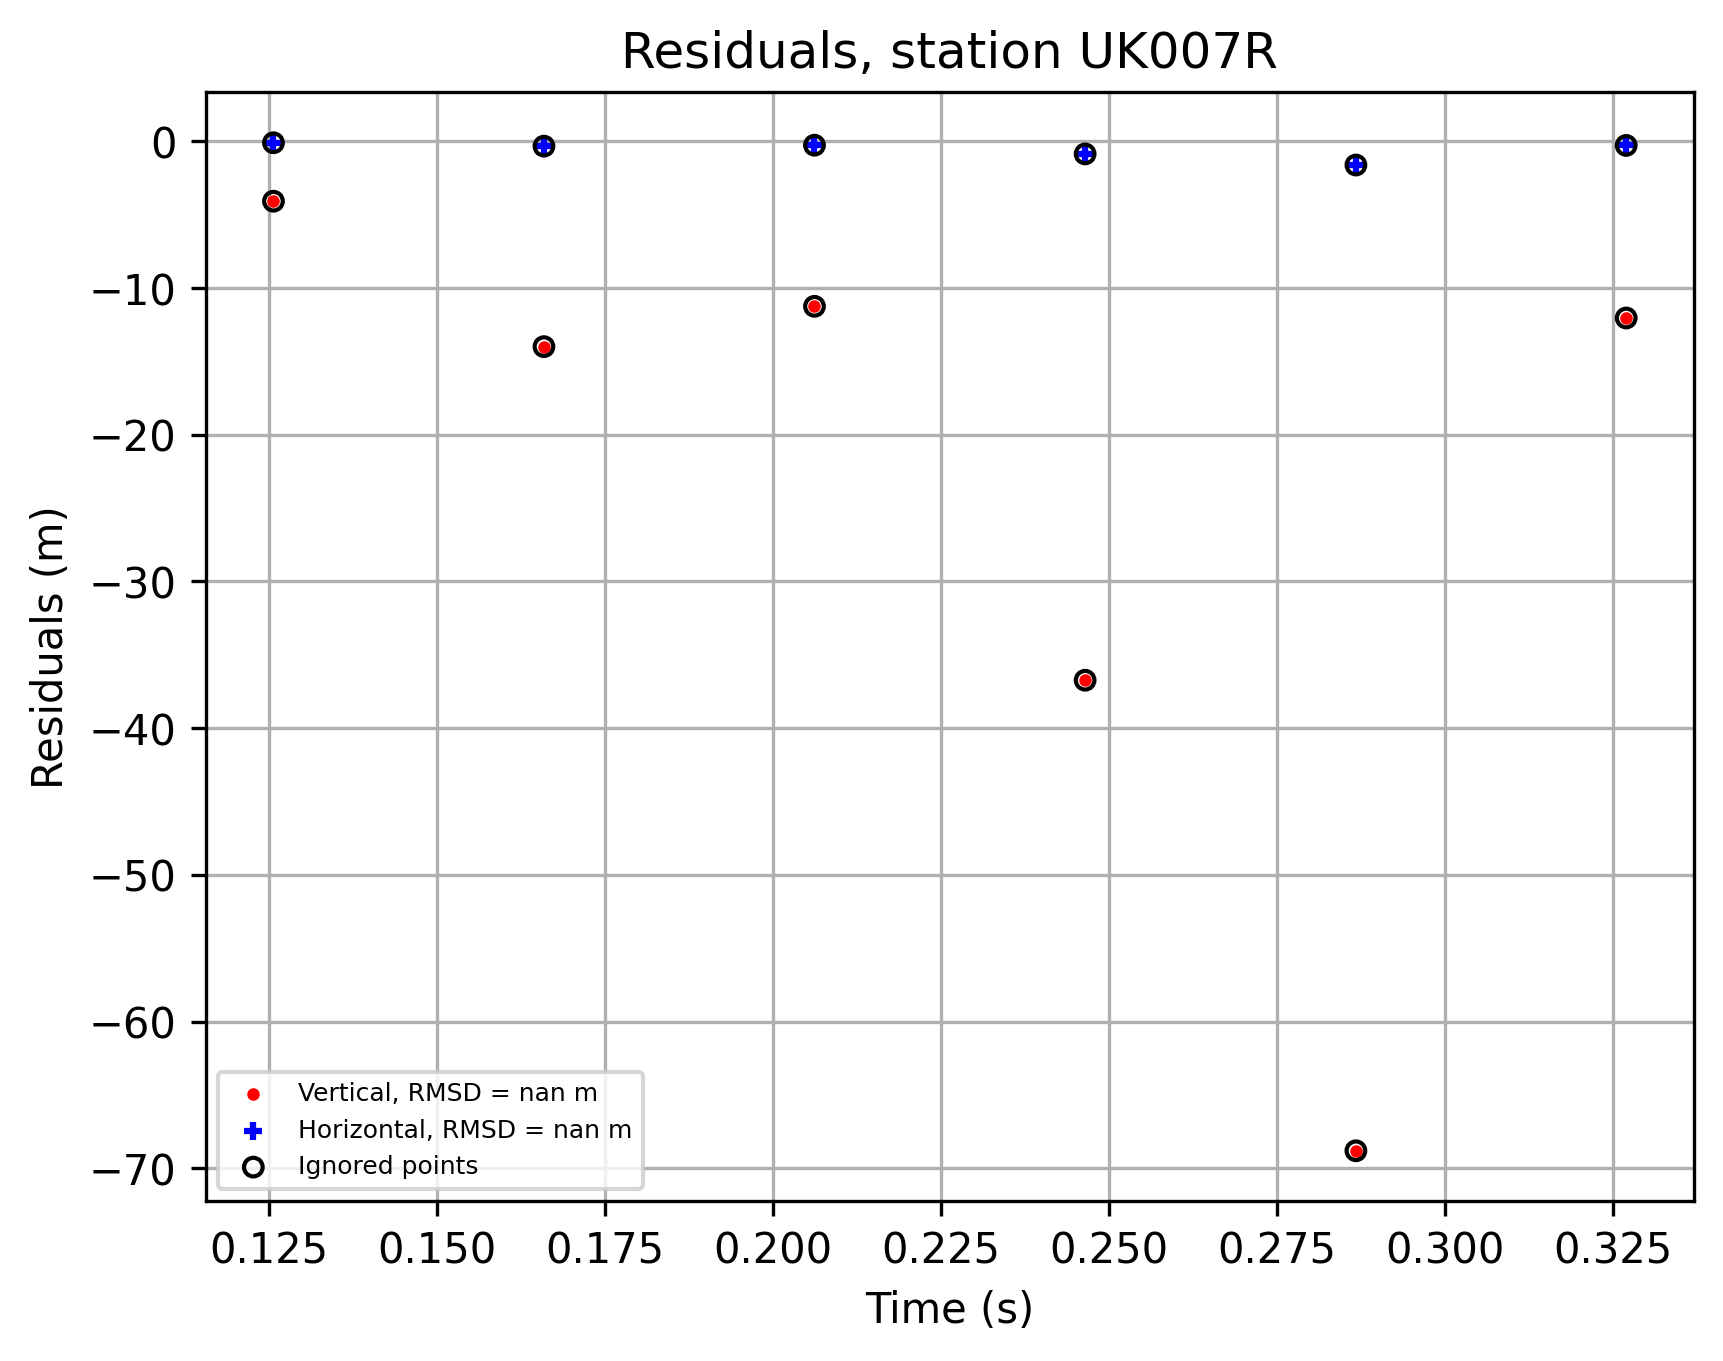 Residuals, station UK007R
0
−10
−20
−30
−40
−50
−60
−70
Residuals (m)
Vertical, RMSD = nan m
Horizontal, RMSD = nan m
Ignored points
0.125 0.150 0.175 0.200 0.225 0.250 0.275 0.300 0.325
Time (s)